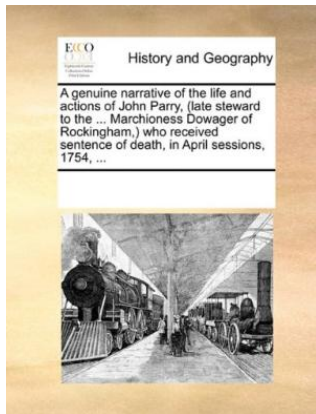 ECCO
History and Geography
A genuine narrative of the life and
actions of John Parry, (late steward
to the ... Marchioness Dowager of
Rockingham,) who received
sentence of death, in April sessions,
1754, ...